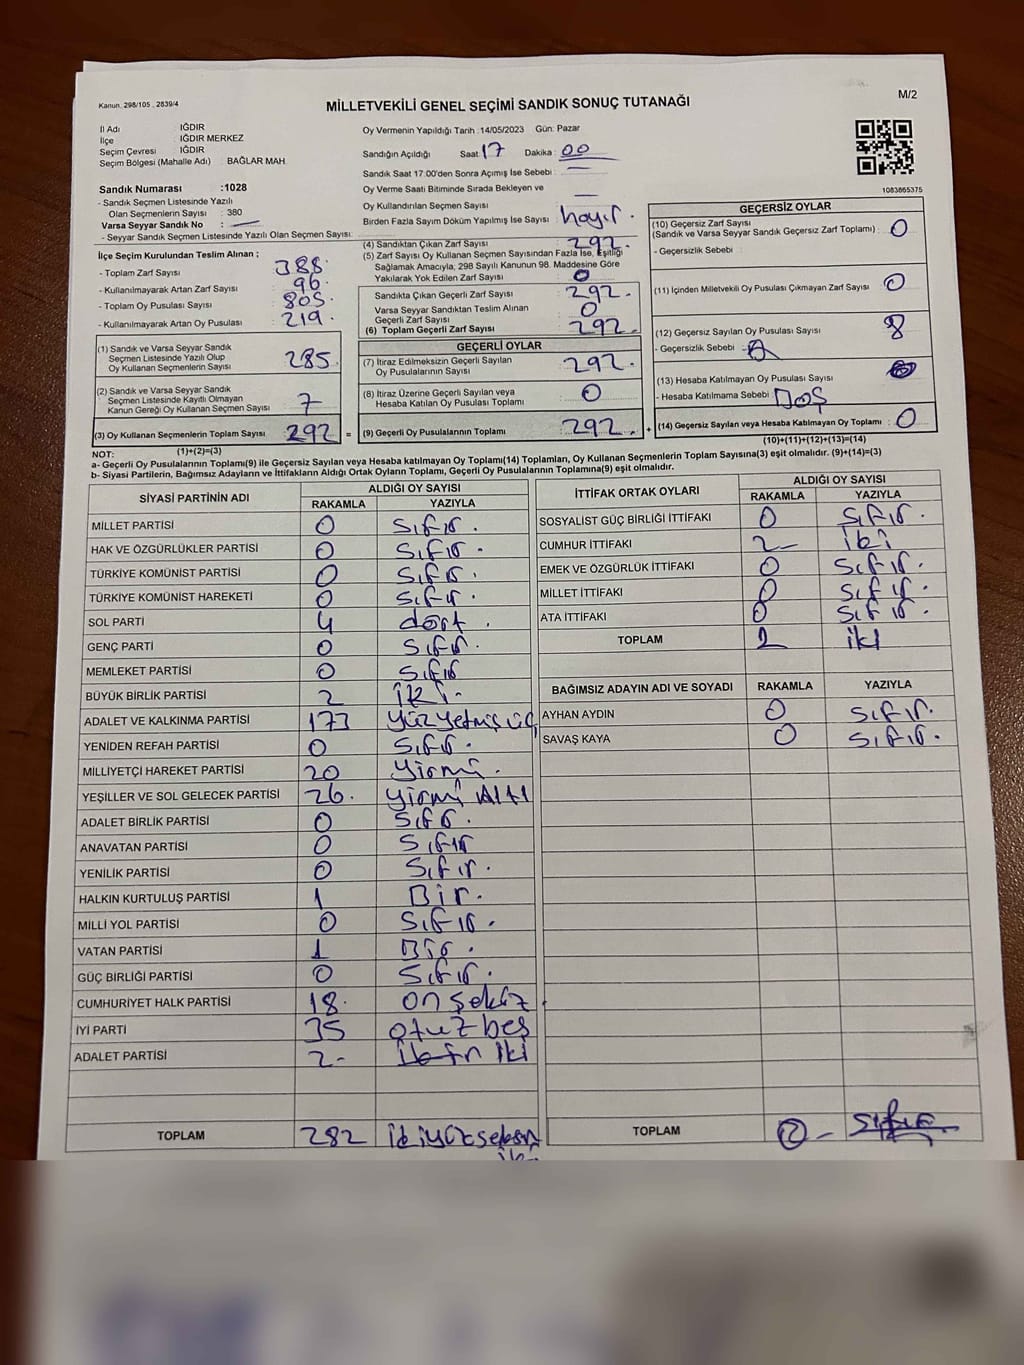 Kanun, 298/105 , 2839/4
MİLLETVEKİLİ GENEL SEÇİMİ SANDIK SONUÇ TUTANAĞI
M/2
İl Adı : IĞDIR
İlçe : IĞDIR MERKEZ
Seçim Çevresi : IĞDIR
Seçim Bölgesi (Mahalle Adı) : BAĞLAR MAH.
Sandık Numarası :1028
- Sandık Seçmen Listesinde Yazılı
Olan Seçmenlerin Sayısı : 380
Varsa Seyyar Sandık No :
- Seyyar Sandık Seçmen Listesinde Yazılı Olan Seçmen Sayısı:
İlçe Seçim Kurulundan Teslim Alınan ;
- Toplam Zarf Sayısı 388.
- Kullanılmayarak Artan Zarf Sayısı 96.
- Toplam Oy Pusulası Sayısı 805.
- Kullanılmayarak Artan Oy Pusulası 219.
(1) Sandık ve Varsa Seyyar Sandık
Seçmen Listesinde Yazılı Olup
Oy Kullanan Seçmenlerin Sayısı 285.
(2) Sandık ve Varsa Seyyar Sandık
Seçmen Listesinde Kayıtlı Olmayan
Kanun Gereği Oy Kullanan Seçmen Sayısı 7
(3) Oy Kullanan Seçmenlerin Toplam Sayısı 292 =
(1)+(2)=(3)
Oy Vermenin Yapıldığı Tarih :14/05/2023 Gün: Pazar
Sandığın Açıldığı Saat: 17 Dakika : 00
Sandık Saat 17.00'den Sonra Açımış İse Sebebi : —
Oy Verme Saati Bitiminde Sırada Bekleyen ve
Oy Kullandırılan Seçmen Sayısı : —
Birden Fazla Sayım Döküm Yapılmış İse Sayısı : hayır.
(4) Sandıktan Çıkan Zarf Sayısı 292.
(5) Zarf Sayısı Oy Kullanan Seçmen Sayısından Fazla İse, Eşitliği
Sağlamak Amacıyla, 298 Sayılı Kanunun 98. Maddesine Göre
Yakılarak Yok Edilen Zarf Sayısı 0
Sandıkta Çıkan Geçerli Zarf Sayısı 292.
Varsa Seyyar Sandıktan Teslim Alınan
Geçerli Zarf Sayısı 0
(6) Toplam Geçerli Zarf Sayısı 292.
GEÇERLİ OYLAR
(7) İtiraz Edilmeksizin Geçerli Sayılan
Oy Pusulalarının Sayısı 292.
(8) İtiraz Üzerine Geçerli Sayılan veya
Hesaba Katılan Oy Pusulası Toplamı 0
(9) Geçerli Oy Pusulalarının Toplamı 292. +
1083865375
GEÇERSİZ OYLAR
(10) Geçersiz Zarf Sayısı
(Sandık ve Varsa Seyyar Sandık Geçersiz Zarf Toplamı) : 0
- Geçersizlik Sebebi :
(11) İçinden Milletvekili Oy Pusulası Çıkmayan Zarf Sayısı 0
(12) Geçersiz Sayılan Oy Pusulası Sayısı 8
- Geçersizlik Sebebi -
(13) Hesaba Katılmayan Oy Pusulası Sayısı
- Hesaba Katılmama Sebebi : Doş
(14) Geçersiz Sayılan veya Hesaba Katılmayan Oy Toplamı : 0
(10)+(11)+(12)+(13)=(14)
NOT:
a- Geçerli Oy Pusulaları Toplamı(9) ile Geçersiz Sayılan veya Hesaba katılmayan Oy Toplamı(14) Toplamları, Oy Kullanan Seçmenlerin Toplam Sayısına(3) eşit olmalıdır. (9)+(14)=(3)
b- Siyasi Partilerin, Bağımsız Adayların ve İttifakların Aldığı Ortak Oyların Toplamı, Geçerli Oy Pusulalarının Toplamına(9) eşit olmalıdır.
SİYASİ PARTİNİN ADI ALDIĞI OY SAYISI
RAKAMLA YAZIYLA
MİLLET PARTİSİ 0 sıfır.
HAK VE ÖZGÜRLÜKLER PARTİSİ 0 sıfır.
TÜRKİYE KOMÜNİST PARTİSİ 0 sıfır.
TÜRKİYE KOMÜNİST HAREKETİ 0 sıfır.
SOL PARTİ 4 dört.
GENÇ PARTİ 0 sıfır.
MEMLEKET PARTİSİ 0 sıfır
BÜYÜK BİRLİK PARTİSİ 2 iki.
ADALET VE KALKINMA PARTİSİ 173 yüzyetmiş üç
YENİDEN REFAH PARTİSİ 0 sıfır.
MİLLİYETÇİ HAREKET PARTİSİ 20 yirmi.
YEŞİLLER VE SOL GELECEK PARTİSİ 26. yirmi Altı
ADALET BİRLİK PARTİSİ 0 sıfır.
ANAVATAN PARTİSİ 0 sıfır
YENİLİK PARTİSİ 0 sıfır.
HALKIN KURTULUŞ PARTİSİ 1 Bir.
MİLLİ YOL PARTİSİ 0 sıfır.
VATAN PARTİSİ 1 Bir.
GÜÇ BİRLİĞİ PARTİSİ 0 sıfır.
CUMHURİYET HALK PARTİSİ 18. on sekiz
İYİ PARTİ 35 otuz beş
ADALET PARTİSİ 2- iki
TOPLAM 282 ikiyüzseksen
iki
İTTİFAK ORTAK OYLARI ALDIĞI OY SAYISI
RAKAMLA YAZIYLA
SOSYALİST GÜÇ BİRLİĞİ İTTİFAKI 0 sıfır.
CUMHUR İTTİFAKI 2- iki
EMEK VE ÖZGÜRLÜK İTTİFAKI 0 sıfır.
MİLLET İTTİFAKI 0 sıfır.
ATA İTTİFAKI 0 sıfır.
TOPLAM 2 iki
BAĞIMSIZ ADAYIN ADI VE SOYADI RAKAMLA YAZIYLA
AYHAN AYDIN 0 sıfır.
SAVAŞ KAYA 0 sıfır.
TOPLAM 2- sıfır